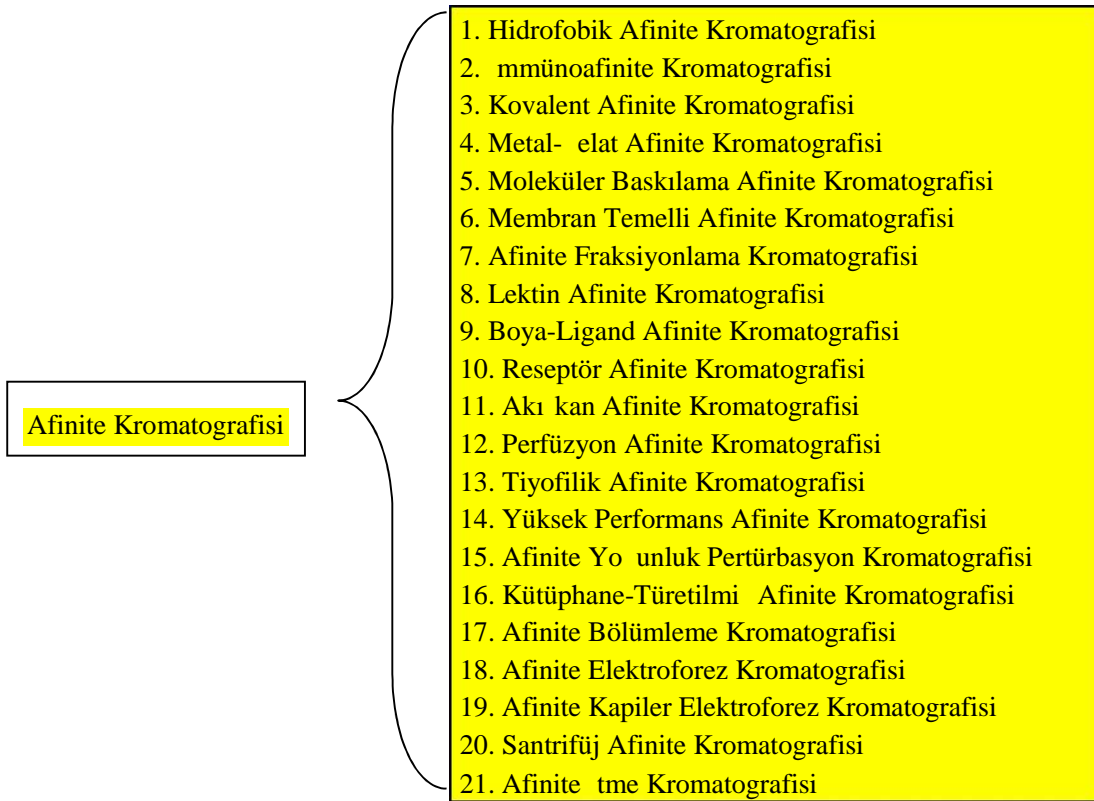 Afinite Kromatografisi
1. Hidrofobik Afinite Kromatografisi
2. mmünoafinite Kromatografisi
3. Kovalent Afinite Kromatografisi
4. Metal- elat Afinite Kromatografisi
5. Moleküler Baskılama Afinite Kromatografisi
6. Membran Temelli Afinite Kromatografisi
7. Afinite Fraksiyonlama Kromatografisi
8. Lektin Afinite Kromatografisi
9. Boya-Ligand Afinite Kromatografisi
10. Reseptör Afinite Kromatografisi
11. Akı kan Afinite Kromatografisi
12. Perfüzyon Afinite Kromatografisi
13. Tiyofilik Afinite Kromatografisi
14. Yüksek Performans Afinite Kromatografisi
15. Afinite Yo unluk Pertürbasyon Kromatografisi
16. Kütüphane-Türetilmi Afinite Kromatografisi
17. Afinite Bölümleme Kromatografisi
18. Afinite Elektroforez Kromatografisi
19. Afinite Kapiler Elektroforez Kromatografisi
20. Santrifüj Afinite Kromatografisi
21. Afinite tme Kromatografisi